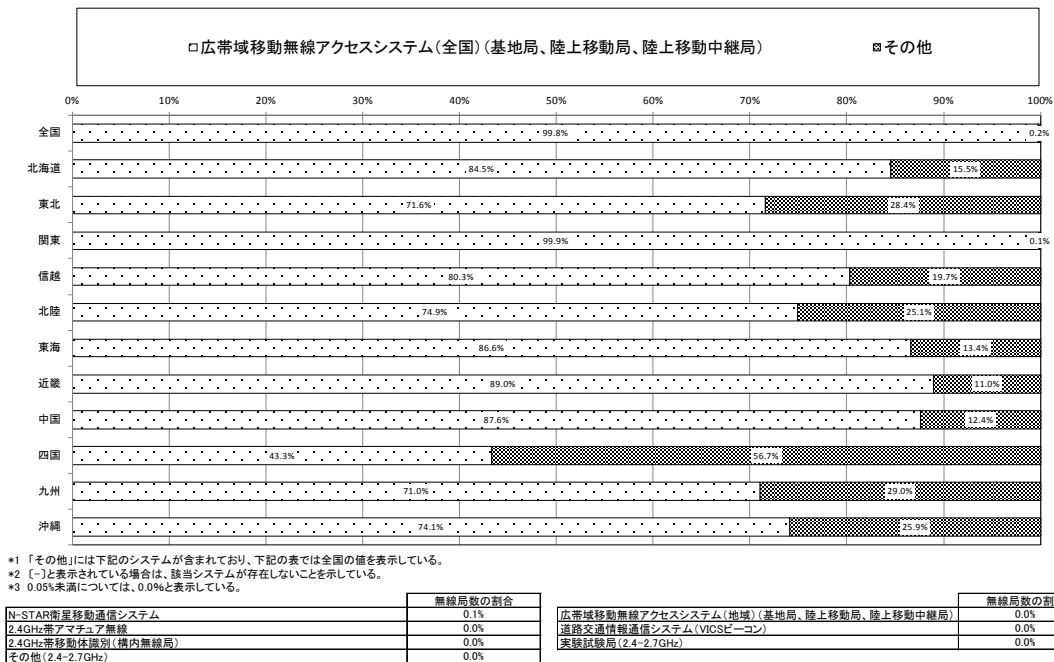 □広帯域移動無線アクセスシステム（全国）（基地局、陸上移動局、陸上移動中継局） その他
0% 10% 20% 30% 40% 50% 60% 70% 80% 90% 100%
全国 99.8% 0.2%
北海道 84.5% 15.5%
東北 71.6% 28.4%
関東 99.9% 0.1%
信越 80.3% 19.7%
北陸 74.9% 25.1%
東海 86.6% 13.4%
近畿 89.0% 11.0%
中国 87.6% 12.4%
四国 43.3% 56.7%
九州 71.0% 29.0%
沖縄 74.1% 25.9%
*1 「その他」には下記のシステムが含まれており、下記の表では全国の値を表示している。
*2 [-]と表示されている場合は、該当システムが存在しないことを示している。
*3 0.05%未満については、0.0%と表示している。
無線局数の割合
N-STAR衛星移動通信システム 0.1%
2.4GHz帯アマチュア無線 0.0%
2.4GHz帯移動体識別（構内無線局） 0.0%
その他（2.4-2.7GHz） 0.0%
無線局数の割
広帯域移動無線アクセスシステム（地域）（基地局、陸上移動局、陸上移動中継局） 0.0%
道路交通情報通信システム（VICSビーコン） 0.0%
実験試験局（2.4-2.7GHz） 0.0%